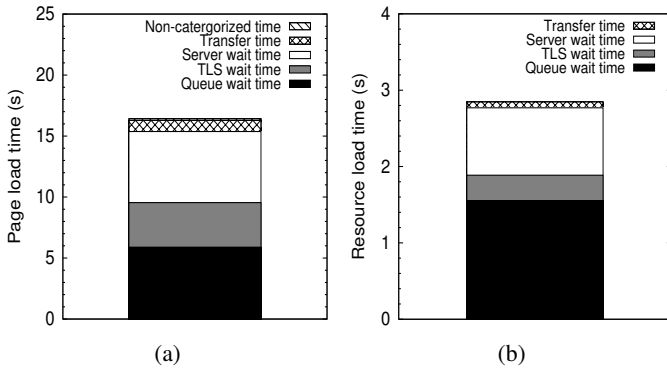 Page load time (s)
25
20
15
10
5
0
Non-catergorized time
Transfer time
Server wait time
TLS wait time
Queue wait time
(a)
Resource load time (s)
4
3
2
1
0
Transfer time
Server wait time
TLS wait time
Queue wait time
(b)